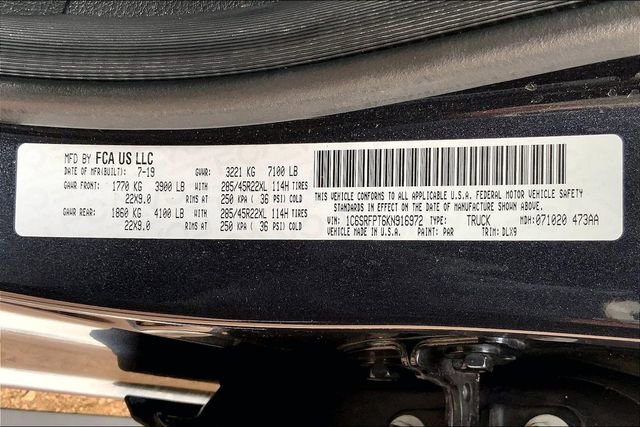 MFD BY FCA US LLC
DATE OF MFR(BUILT): 7-19 GVWR: 3221 KG 7100 LB
GAWR FRONT: 1770 KG 3900 LB WITH 285/45R22XL 114H TIRES
22X9.0 RIMS AT 250 KPA ( 36 PSI) COLD
GAWR REAR: 1860 KG 4100 LB WITH 285/45R22XL 114H TIRES
22X9.0 RIMS AT 250 KPA ( 36 PSI) COLD
THIS VEHICLE CONFORMS TO ALL APPLICABLE U.S.A. FEDERAL MOTOR VEHICLE SAFETY
STANDARDS IN EFFECT ON THE DATE OF MANUFACTURE SHOWN ABOVE.
VIN: 1C6SRFPT6KN916972 TYPE: TRUCK MDH:071020 473AA
VEHICLE MADE IN U.S.A. PAINT: PAR TRIM: DLX9